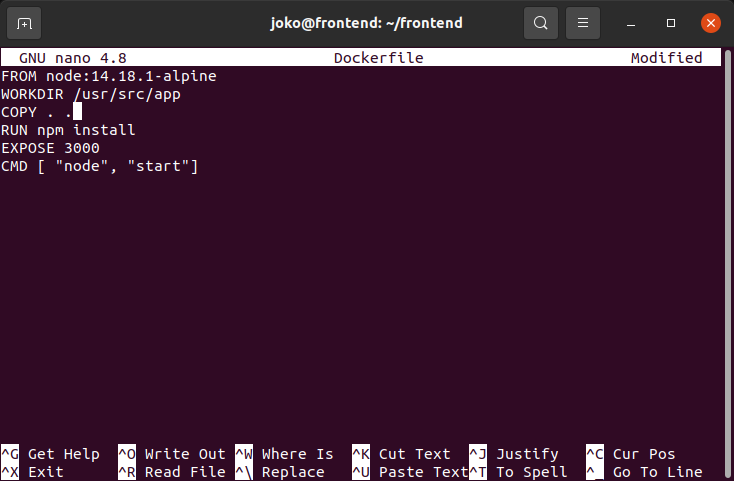 joko@frontend: ~/frontend
GNU nano 4.8 Dockerfile Modified
FROM node:14.18.1-alpine
WORKDIR /usr/src/app
COPY . .
RUN npm install
EXPOSE 3000
CMD [ "node", "start"]
^G Get Help ^O Write Out ^W Where Is ^K Cut Text ^J Justify ^C Cur Pos
^X Exit ^R Read File ^\ Replace ^U Paste Text ^T To Spell ^_ Go To Line